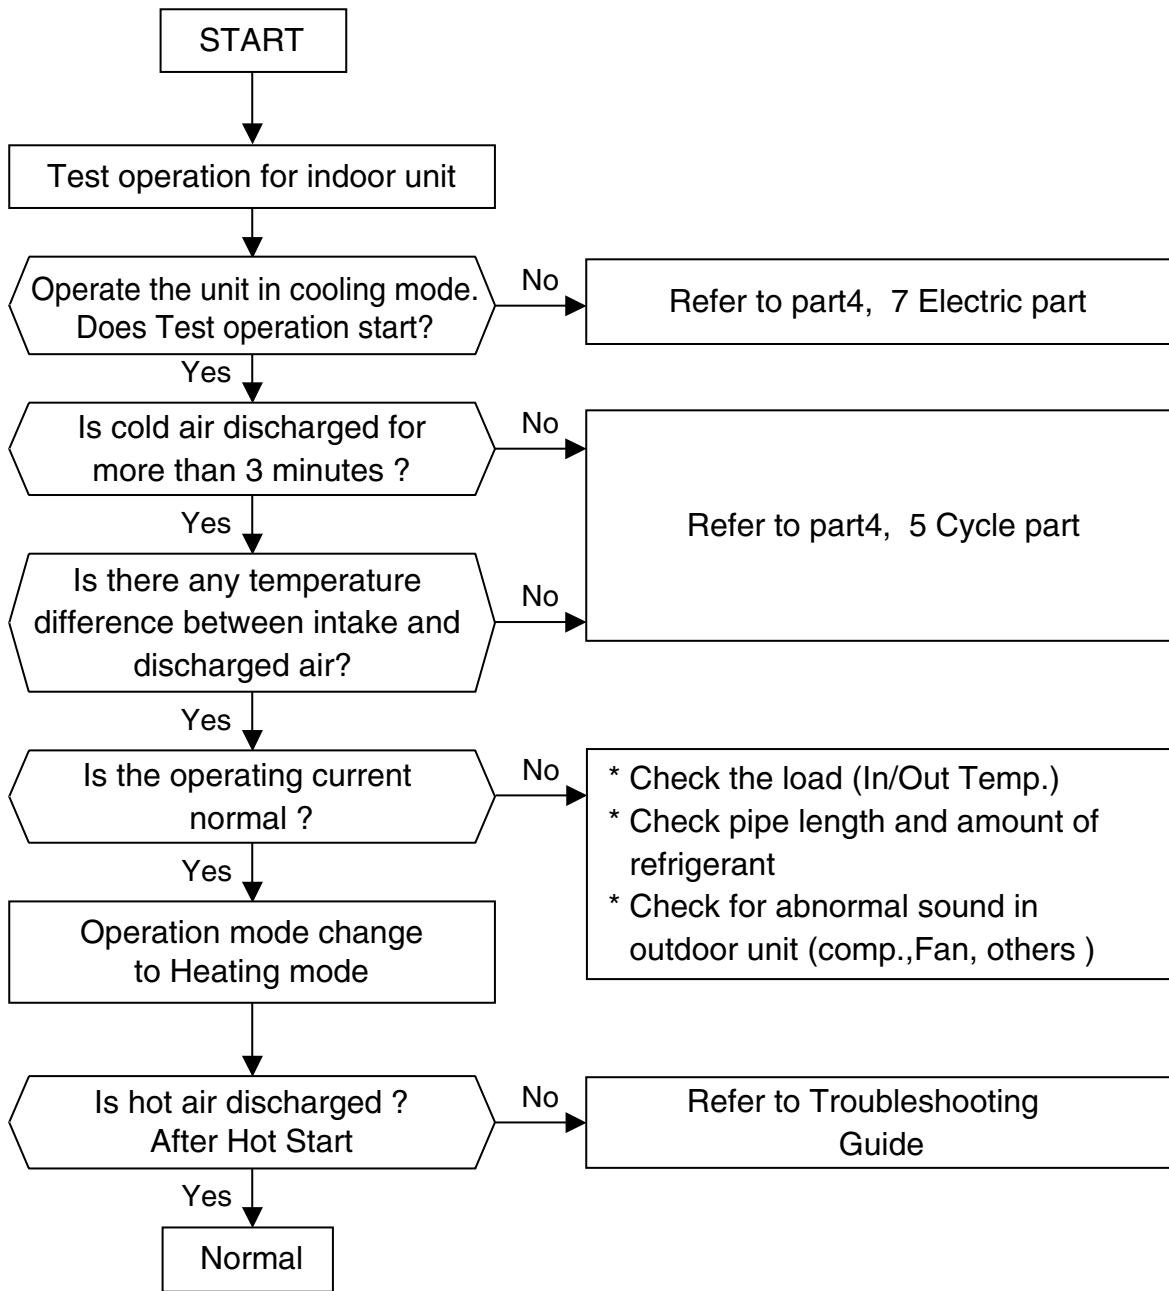 START
Test operation for indoor unit
Operate the unit in cooling mode.
Does Test operation start?
No
Refer to part4, 7 Electric part
Yes
Is cold air discharged for
more than 3 minutes ?
No
Refer to part4, 5 Cycle part
Yes
Is there any temperature
difference between intake and
discharged air?
No
Yes
Is the operating current
normal ?
No
* Check the load (In/Out Temp.)
* Check pipe length and amount of
refrigerant
* Check for abnormal sound in
outdoor unit (comp.,Fan, others )
Yes
Operation mode change
to Heating mode
Is hot air discharged ?
After Hot Start
No
Refer to Troubleshooting
Guide
Yes
Normal